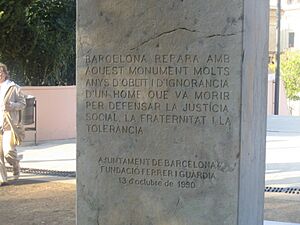 BARCELONA REPARA AMB
AQUEST MONUMENT MOLTS
ANYS D'OBLIT I D'IGNORANCIA
D'UN HOME QUE VA MORIR
PER DEFENSAR LA JUSTÍCIA
SOCIAL, LA FRATERNITAT I LA
TOLERANCIA
AJUNTAMENT DE BARCELONA
FUNDACIÓ FERRER I GUARDIA
13 d'octubre de 1990